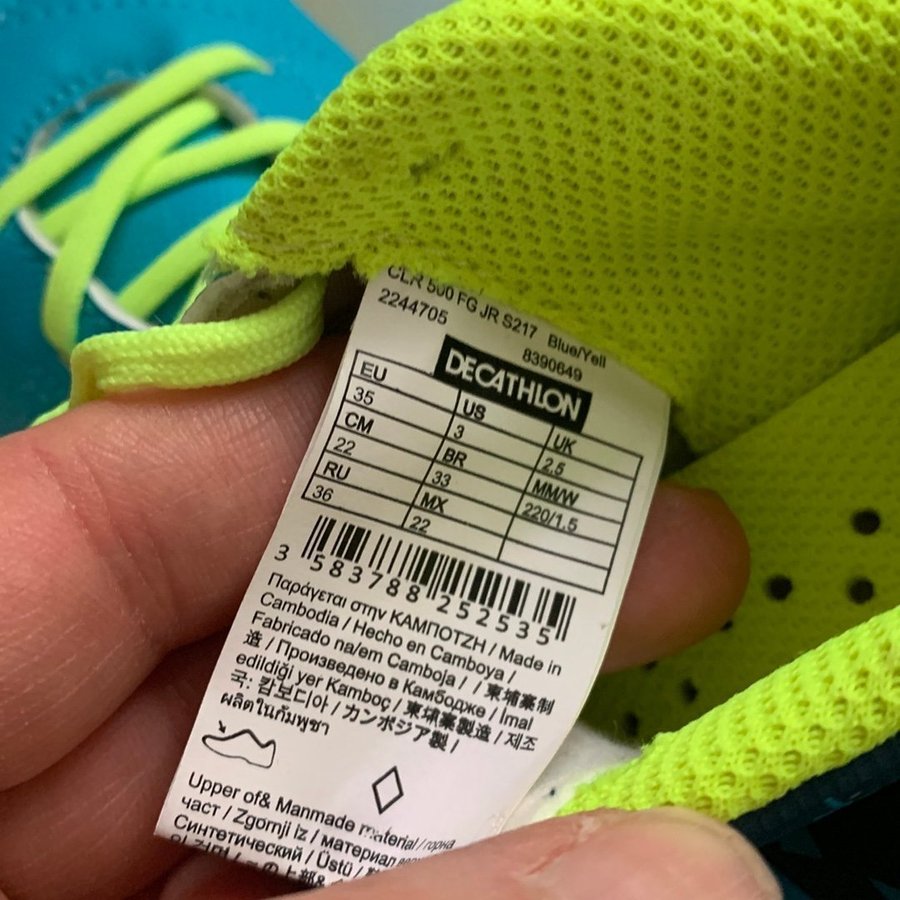 CLR 500 FG JR S217 Blue/Yell
2244705 8390649
DECATHLON
EU US UK
35 3 2.5
CM BR MM/W
22 33 220/1.5
RU MX
36 22
3 583788 252535
Παράγεται στην ΚΑΜΠΟΤΖΗ / Made in
Cambodia / Hecho en Camboya /
Fabricado na/em Camboja / / 柬埔寨制
造 / Произведено в Камбодже / İmal
edildiği yer Kamboç / 柬埔寨製造 / 제조
국: 캄보디아 / カンボジア製 /
ผลิตในกัมพูชา
Upper of& Manmade material / горна
част / Zgornji iz / материал
Синтетический / Üstü /